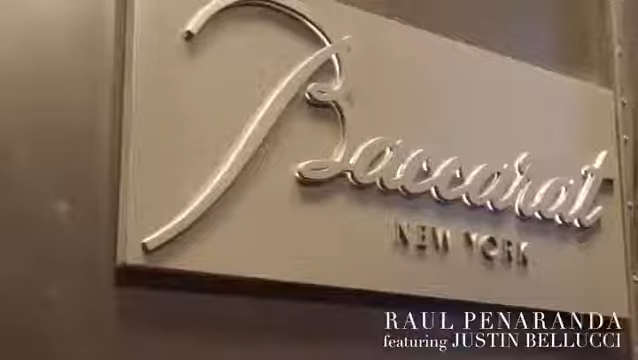 Baccarat
NEW YORK
RAUL PENARANDA
featuring JUSTIN BELLUCCI